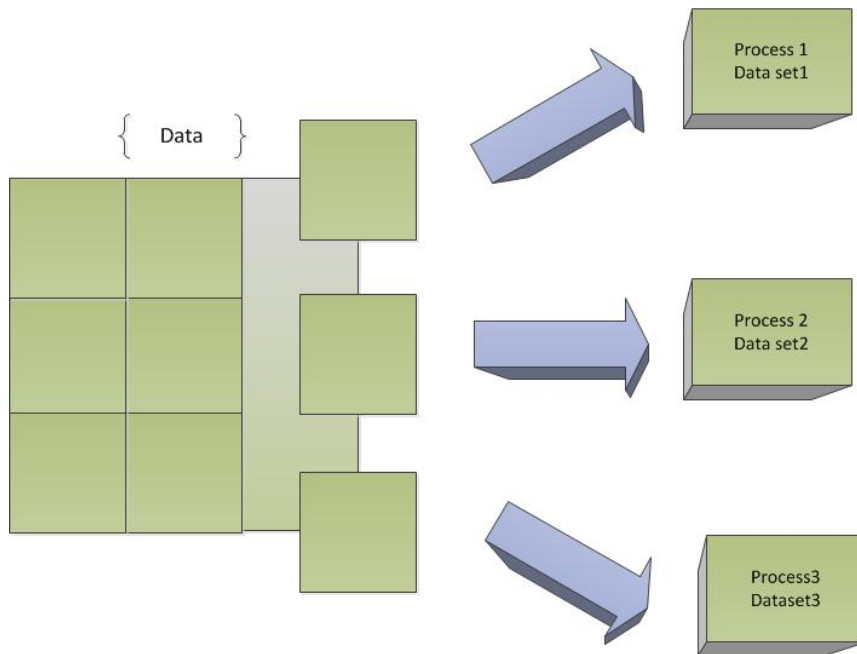 { Data }
Process 1
Data set1
Process 2
Data set2
Process3
Dataset3